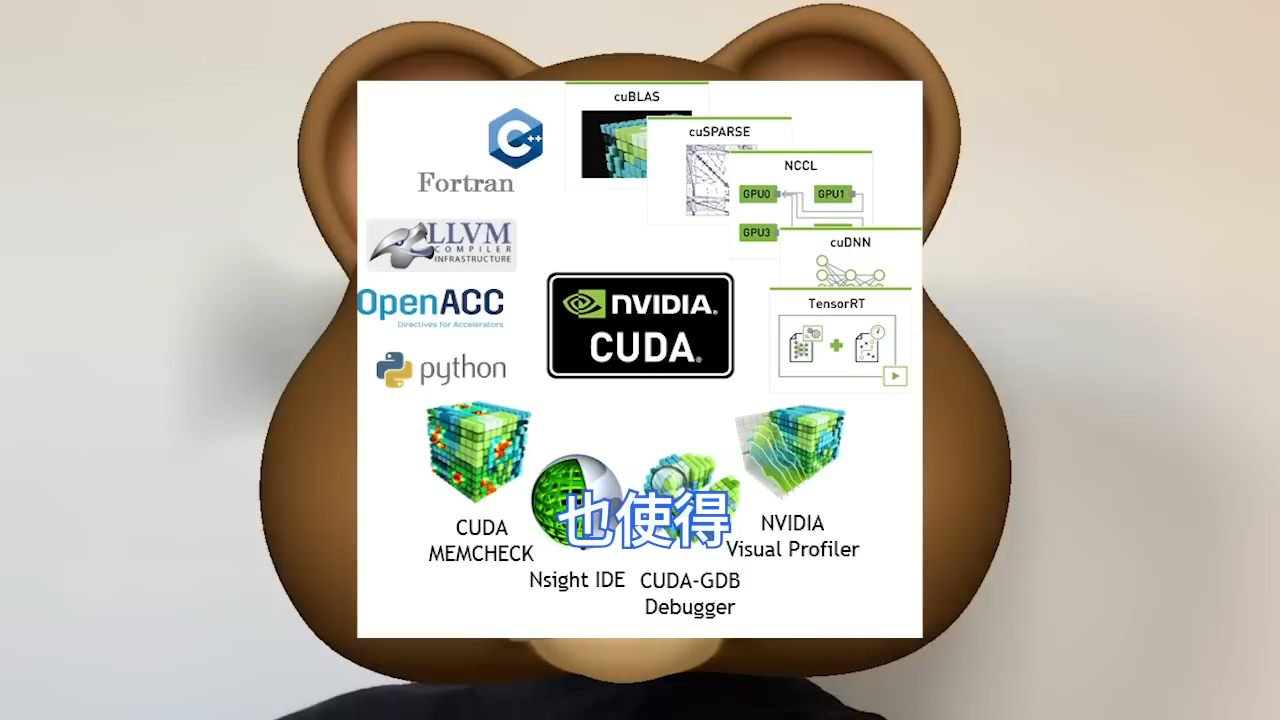 cuBLAS
cuSPARSE
NCCL
GPU0
GPU1
GPU3
cuDNN
TensorRT
C++
Fortran
LLVM
COMPILER
INFRASTRUCTURE
OpenACC
Directives for Accelerators
python
NVIDIA.
CUDA.
CUDA
MEMCHECK
Nsight IDE
CUDA-GDB
Debugger
NVIDIA
Visual Profiler
也使得